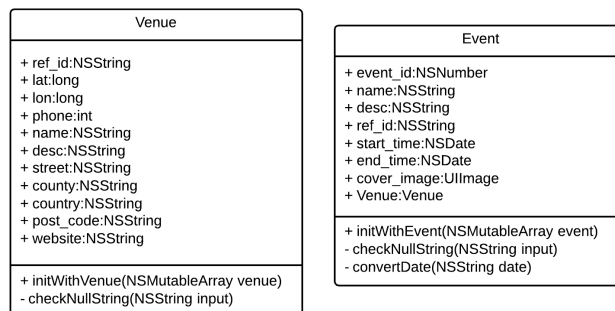 Venue
+ ref_id:NSString
+ lat:long
+ lon:long
+ phone:int
+ name:NSString
+ desc:NSString
+ street:NSString
+ county:NSString
+ country:NSString
+ post_code:NSString
+ website:NSString
+ initWithVenue(NSMutableArray venue)
- checkNullString(NSString input)
Event
+ event_id:NSNumber
+ name:NSString
+ desc:NSString
+ ref_id:NSString
+ start_time:NSDate
+ end_time:NSDate
+ cover_image:UIImage
+ Venue:Venue
+ initWithEvent(NSMutableArray event)
- checkNullString(NSString input)
- convertDate(NSString date)